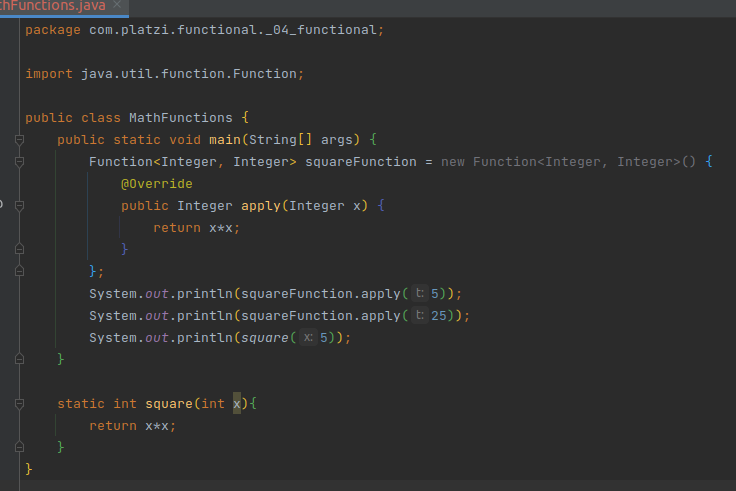 thFunctions.java
package com.platzi.functional._04_functional;
import java.util.function.Function;
public class MathFunctions {
public static void main(String[] args) {
Function<Integer, Integer> squareFunction = new Function<Integer, Integer>() {
@Override
public Integer apply(Integer x) {
return x*x;
}
};
System.out.println(squareFunction.apply( t: 5));
System.out.println(squareFunction.apply( t: 25));
System.out.println(square( x: 5));
}
static int square(int x){
return x*x;
}
}